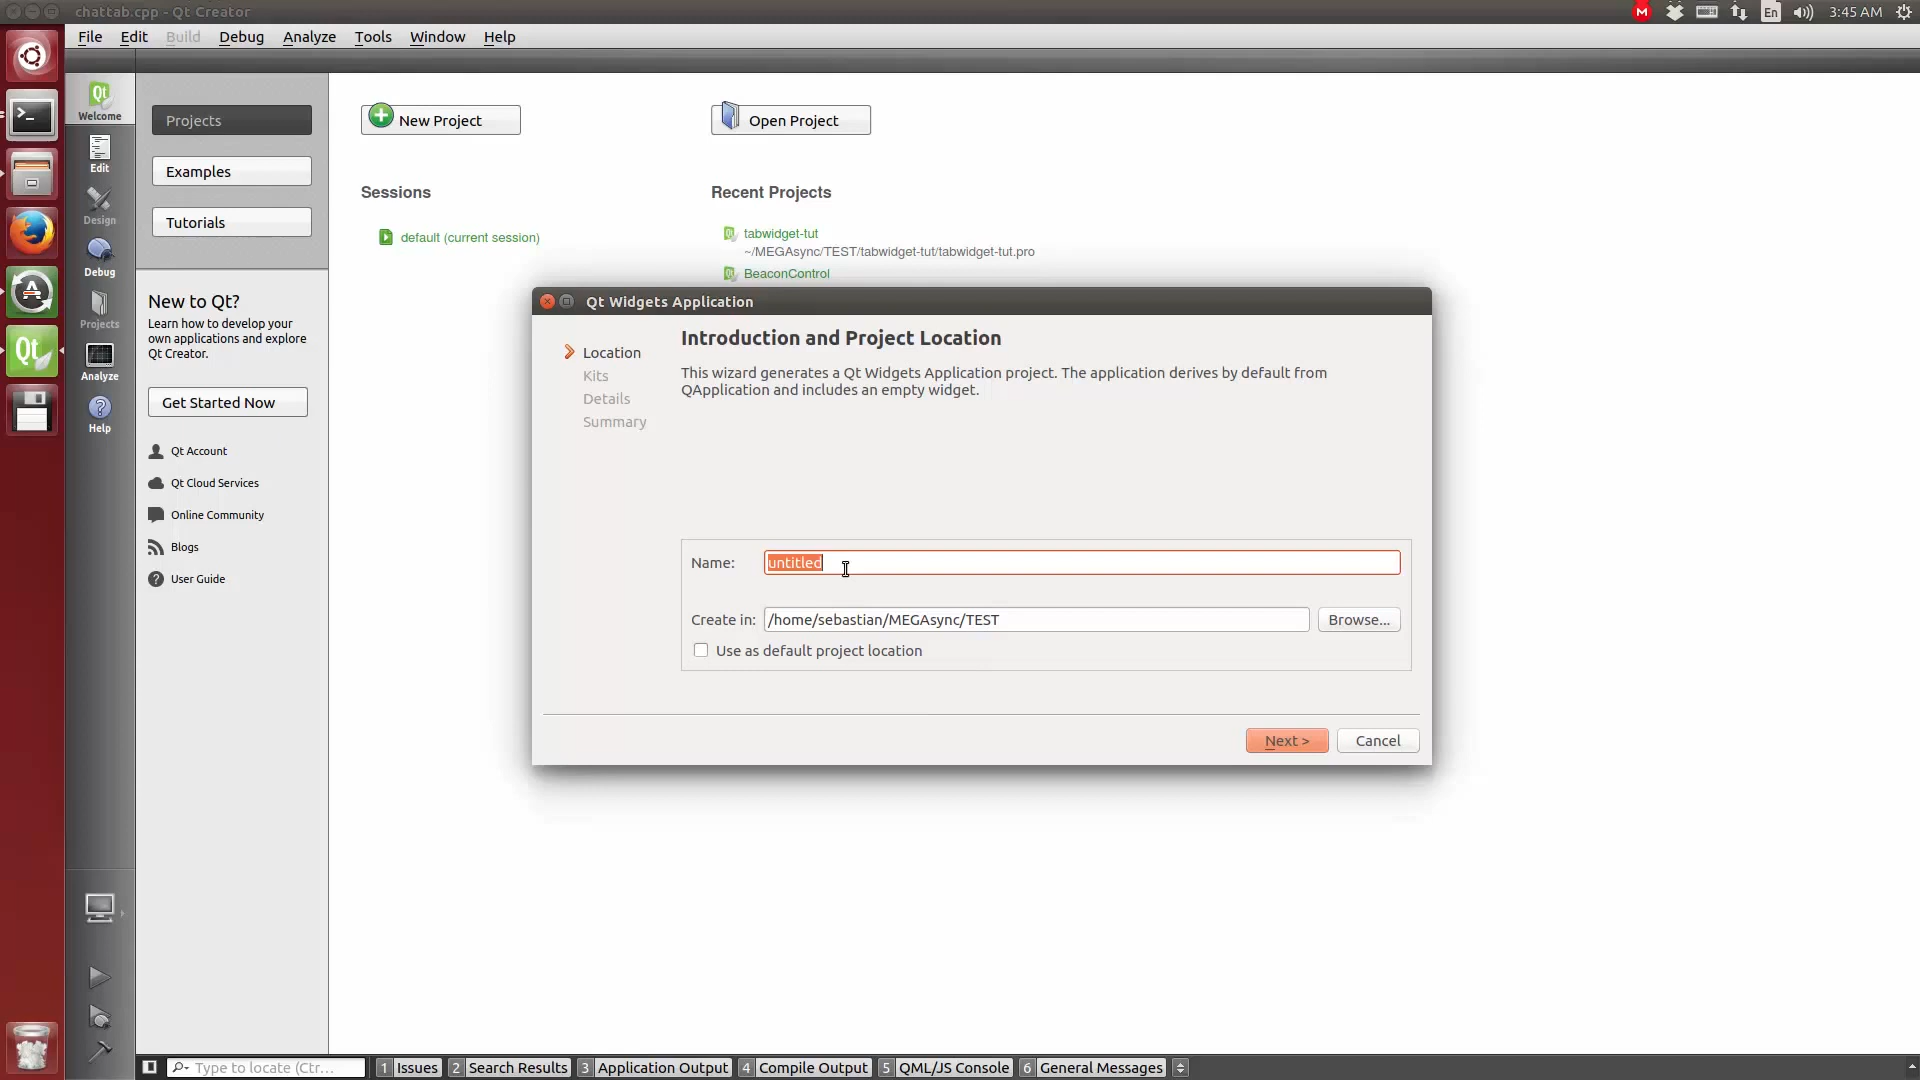 chattab.cpp - Qt Creator
En
3:45 AM
File Edit Build Debug Analyze Tools Window Help
Qt
Welcome
Edit
Design
Debug
Projects
Analyze
Help
Projects
Examples
Tutorials
New to Qt?
Learn how to develop your
own applications and explore
Qt Creator.
Get Started Now
Qt Account
Qt Cloud Services
Online Community
Blogs
User Guide
New Project
Open Project
Sessions
default (current session)
Recent Projects
tabwidget-tut
~/MEGAsync/TEST/tabwidget-tut/tabwidget-tut.pro
BeaconControl
Qt Widgets Application
Location
Kits
Details
Summary
Introduction and Project Location
This wizard generates a Qt Widgets Application project. The application derives by default from
QApplication and includes an empty widget.
Name: untitled
Create in: /home/sebastian/MEGAsync/TEST Browse...
Use as default project location
Next > Cancel
Type to locate (Ctr... 1 Issues 2 Search Results 3 Application Output 4 Compile Output 5 QML/JS Console 6 General Messages